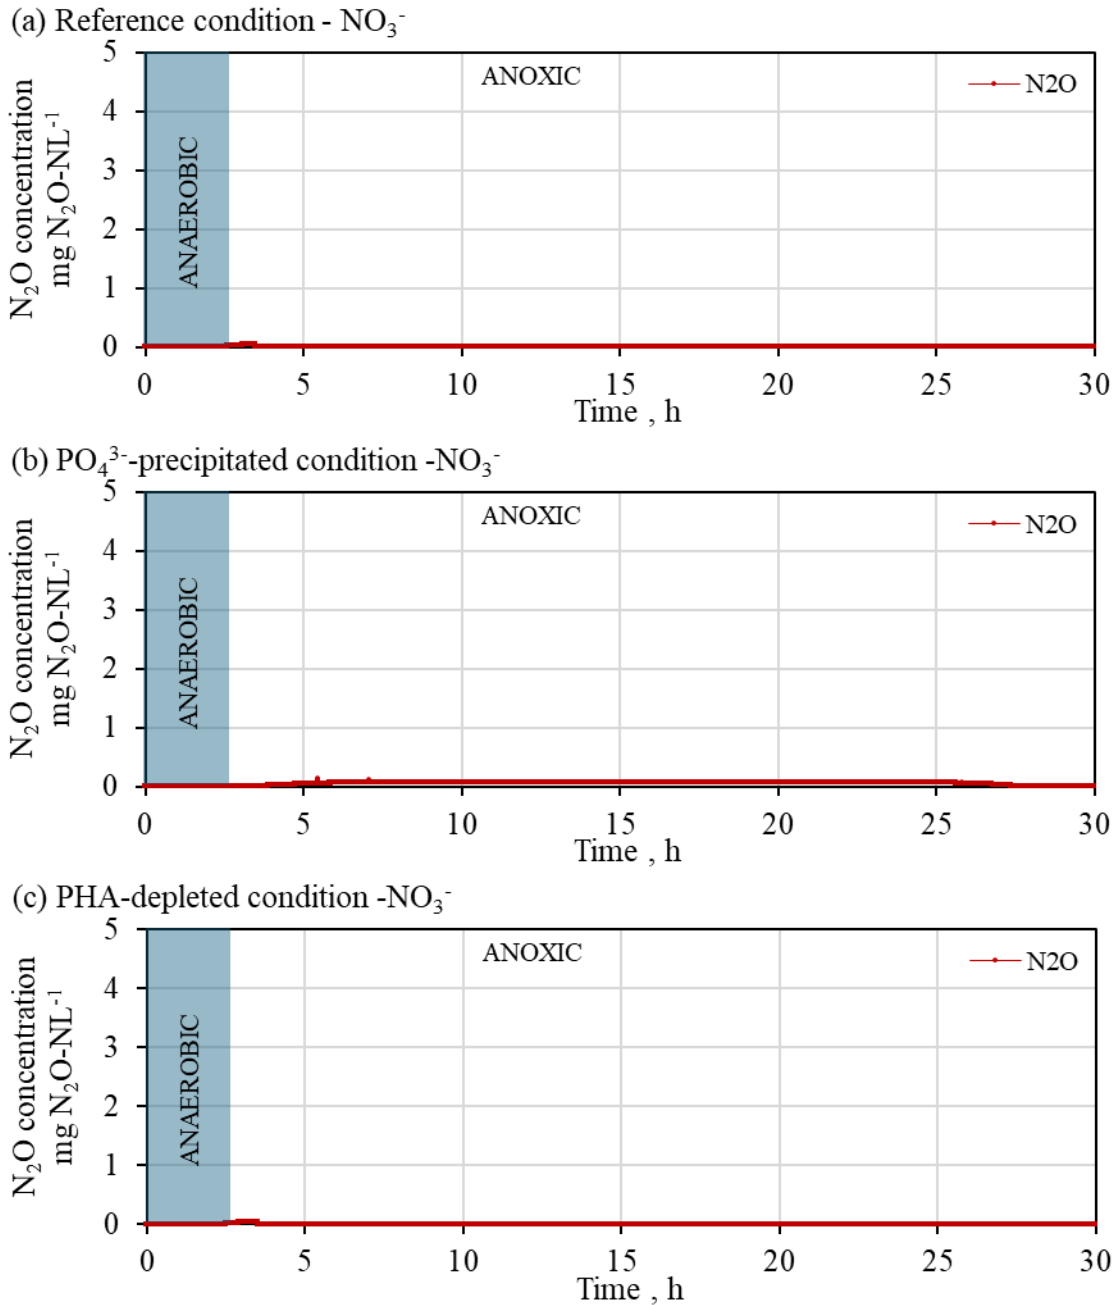 (a) Reference condition - NO₃⁻
N₂O concentration
mg N₂O-NL⁻¹
5
4
3
2
1
0
ANAEROBIC
ANOXIC
N2O
0 5 10 15 20 25 30
Time , h
(b) PO₄³⁻-precipitated condition -NO₃⁻
N₂O concentration
mg N₂O-NL⁻¹
5
4
3
2
1
0
ANAEROBIC
ANOXIC
N2O
0 5 10 15 20 25 30
Time , h
(c) PHA-depleted condition -NO₃⁻
N₂O concentration
mg N₂O-NL⁻¹
5
4
3
2
1
0
ANAEROBIC
ANOXIC
N2O
0 5 10 15 20 25 30
Time , h